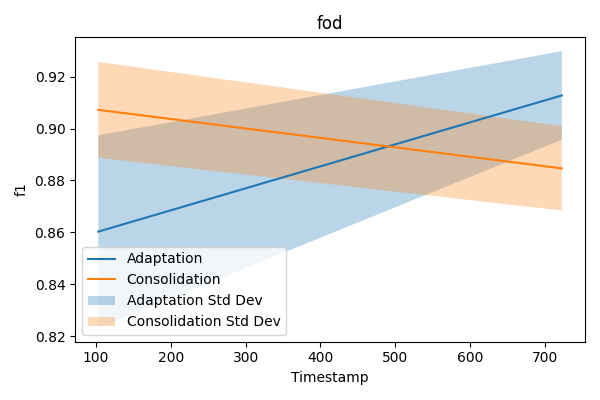 fod
f1
0.92
0.90
0.88
0.86
0.84
0.82
Adaptation
Consolidation
Adaptation Std Dev
Consolidation Std Dev
100 200 300 400 500 600 700
Timestamp